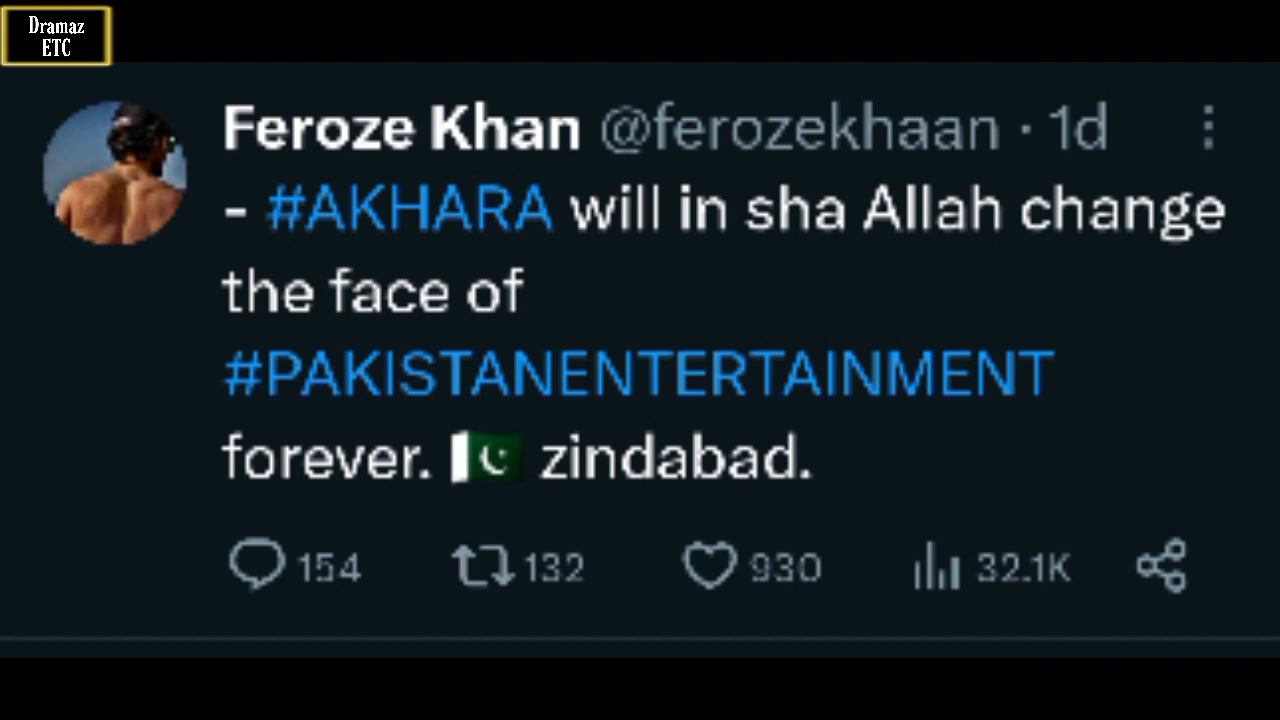 Dramaz
ETC
Feroze Khan @ferozekhaan · 1d
- #AKHARA will in sha Allah change
the face of
#PAKISTANENTERTAINMENT
forever. 🇵🇰 zindabad.
154 132 930 32.1K